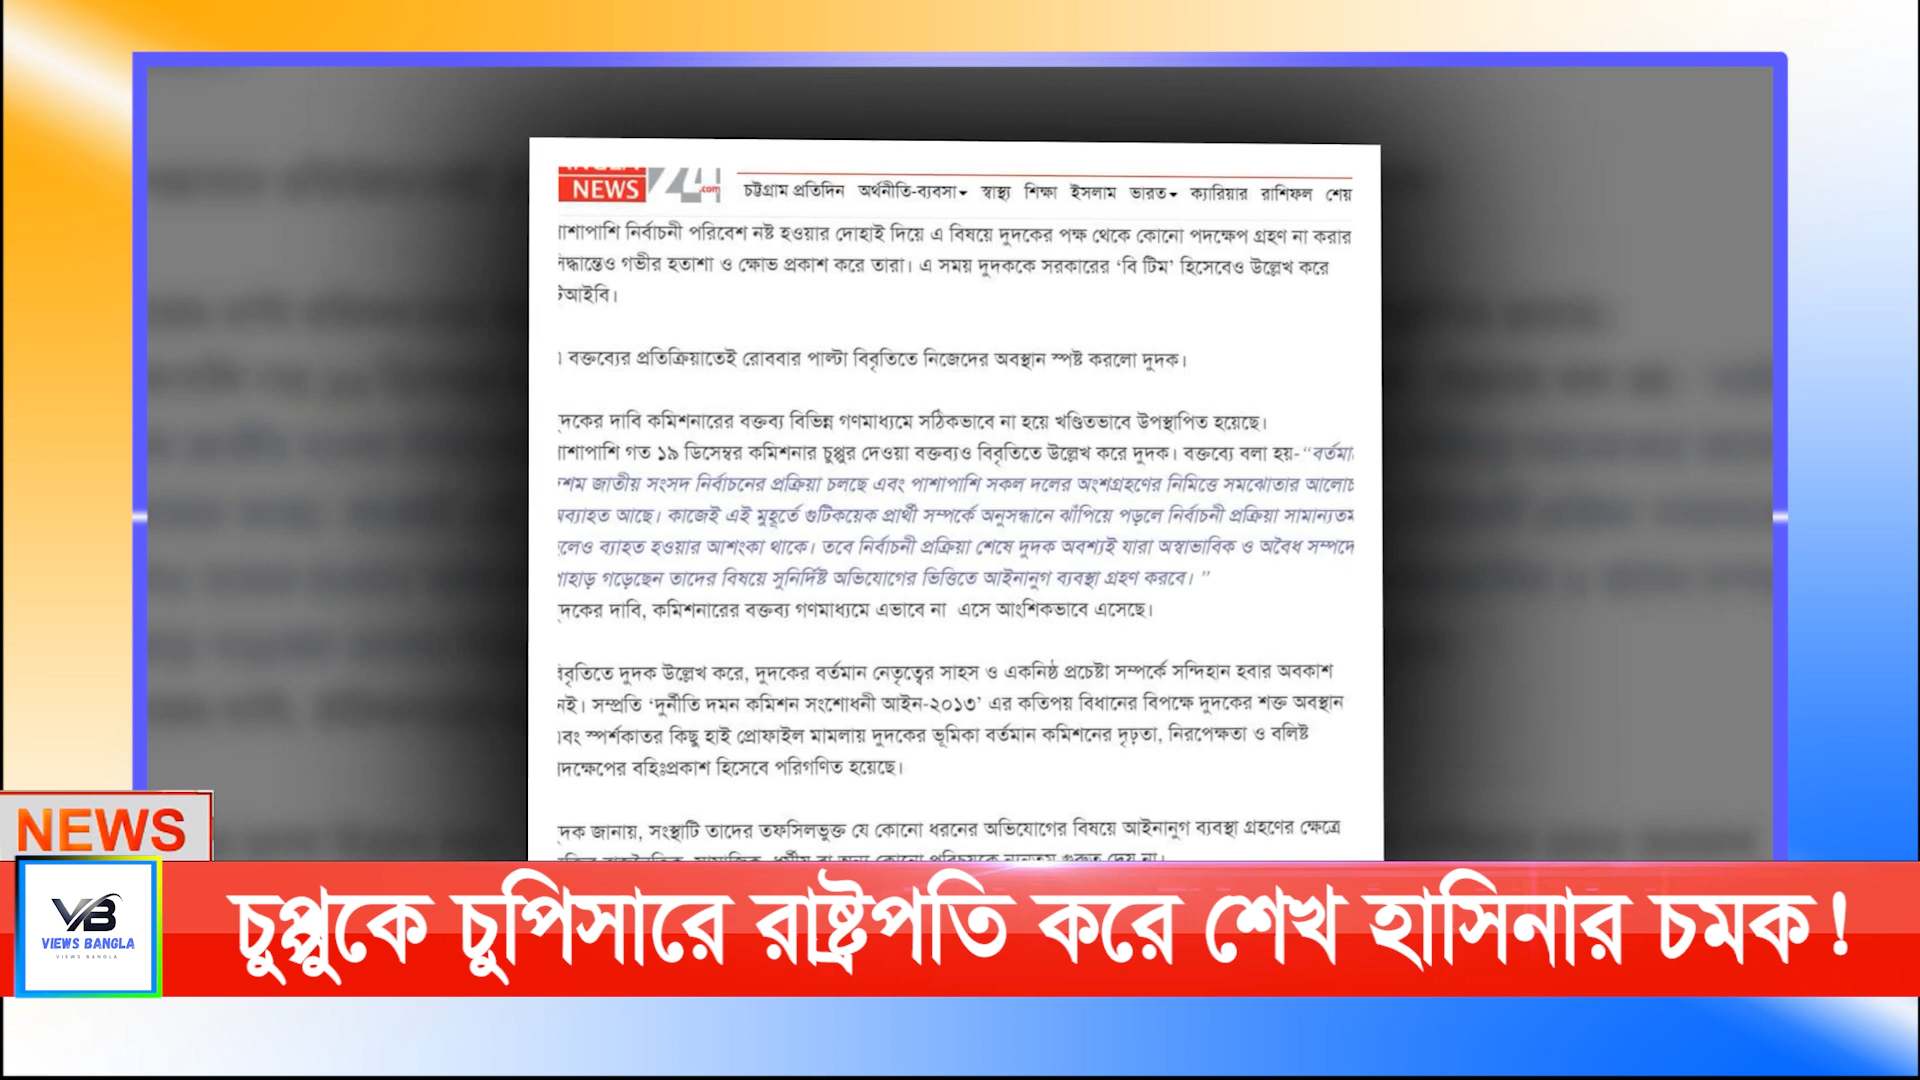 NEWS 24 .com
চট্টগ্রাম প্রতিদিন অর্থনীতি-ব্যবসা স্বাস্থ্য শিক্ষা ইসলাম ভারত ক্যারিয়ার রাশিফল শেয়
াশাপাশি নির্বাচনী পরিবেশ নষ্ট হওয়ার দোহাই দিয়ে এ বিষয়ে দুদকের পক্ষ থেকে কোনো পদক্ষেপ গ্রহণ না করার
িদ্ধান্তেও গভীর হতাশা ও ক্ষোভ প্রকাশ করে তারা। এ সময় দুদককে সরকারের ‘বি টিম’ হিসেবেও উল্লেখ করে
টিআইবি।
বক্তব্যের প্রতিক্রিয়াতেই রোববার পাল্টা বিবৃতিতে নিজেদের অবস্থান স্পষ্ট করলো দুদক।
ুদকের দাবি কমিশনারের বক্তব্য বিভিন্ন গণমাধ্যমে সঠিকভাবে না হয়ে খণ্ডিতভাবে উপস্থাপিত হয়েছে।
াশাপাশি গত ১৯ ডিসেম্বর কমিশনার চুপ্পুর দেওয়া বক্তব্যও বিবৃতিতে উল্লেখ করে দুদক। বক্তব্যে বলা হয়-“বর্তমা
শম জাতীয় সংসদ নির্বাচনের প্রক্রিয়া চলছে এবং পাশাপাশি সকল দলের অংশগ্রহণের নিমিত্তে সমঝোতার আলোচ
ব্যাহত আছে। কাজেই এই মুহূর্তে গুটিকয়েক প্রার্থী সম্পর্কে অনুসন্ধানে ঝাঁপিয়ে পড়লে নির্বাচনী প্রক্রিয়া সামান্যতম
লেও ব্যাহত হওয়ার আশংকা থাকে। তবে নির্বাচনী প্রক্রিয়া শেষে দুদক অবশ্যই যারা অস্বাভাবিক ও অবৈধ সম্পদে
াহাড় গড়েছেন তাদের বিষয়ে সুনির্দিষ্ট অভিযোগের ভিত্তিতে আইনানুগ ব্যবস্থা গ্রহণ করবে। ”
ুদকের দাবি, কমিশনারের বক্তব্য গণমাধ্যমে এভাবে না এসে আংশিকভাবে এসেছে।
িবৃতিতে দুদক উল্লেখ করে, দুদকের বর্তমান নেতৃত্বের সাহস ও একনিষ্ঠ প্রচেষ্টা সম্পর্কে সন্দিহান হবার অবকাশ
নই। সম্প্রতি ‘দুর্নীতি দমন কমিশন সংশোধনী আইন-২০১৩’ এর কতিপয় বিধানের বিপক্ষে দুদকের শক্ত অবস্থান
বং স্পর্শকাতর কিছু হাই প্রোফাইল মামলায় দুদকের ভূমিকা বর্তমান কমিশনের দৃঢ়তা, নিরপেক্ষতা ও বলিষ্ট
দক্ষেপের বহিঃপ্রকাশ হিসেবে পরিগণিত হয়েছে।
ুদক জানায়, সংস্থাটি তাদের তফসিলভুক্ত যে কোনো ধরনের অভিযোগের বিষয়ে আইনানুগ ব্যবস্থা গ্রহণের ক্ষেত্রে
NEWS
VB
VIEWS BANGLA
VIEWS BANGLA
চুপ্পুকে চুপিসারে রাষ্ট্রপতি করে শেখ হাসিনার চমক!